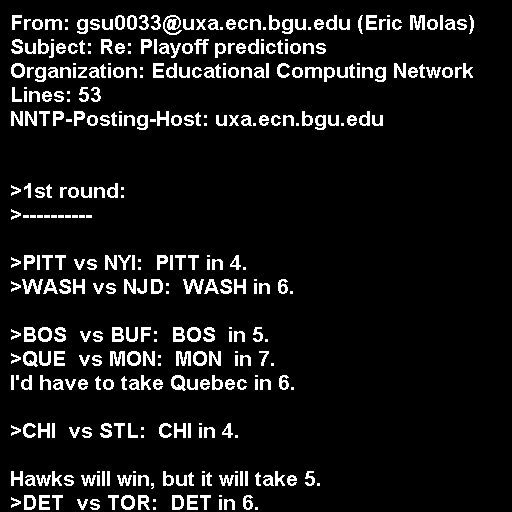 From: gsu0033@uxa.ecn.bgu.edu (Eric Molas)
Subject: Re: Playoff predictions
Organization: Educational Computing Network
Lines: 53
NNTP-Posting-Host: uxa.ecn.bgu.edu

>1st round:
>----------

>PITT vs NYI:  PITT in 4.
>WASH vs NJD:  WASH in 6.

>BOS  vs BUF:  BOS  in 5.
>QUE  vs MON:  MON  in 7.
I'd have to take Quebec in 6.

>CHI  vs STL:  CHI in 4.

Hawks will win, but it will take 5.
>DET  vs TOR:  DET in 6.